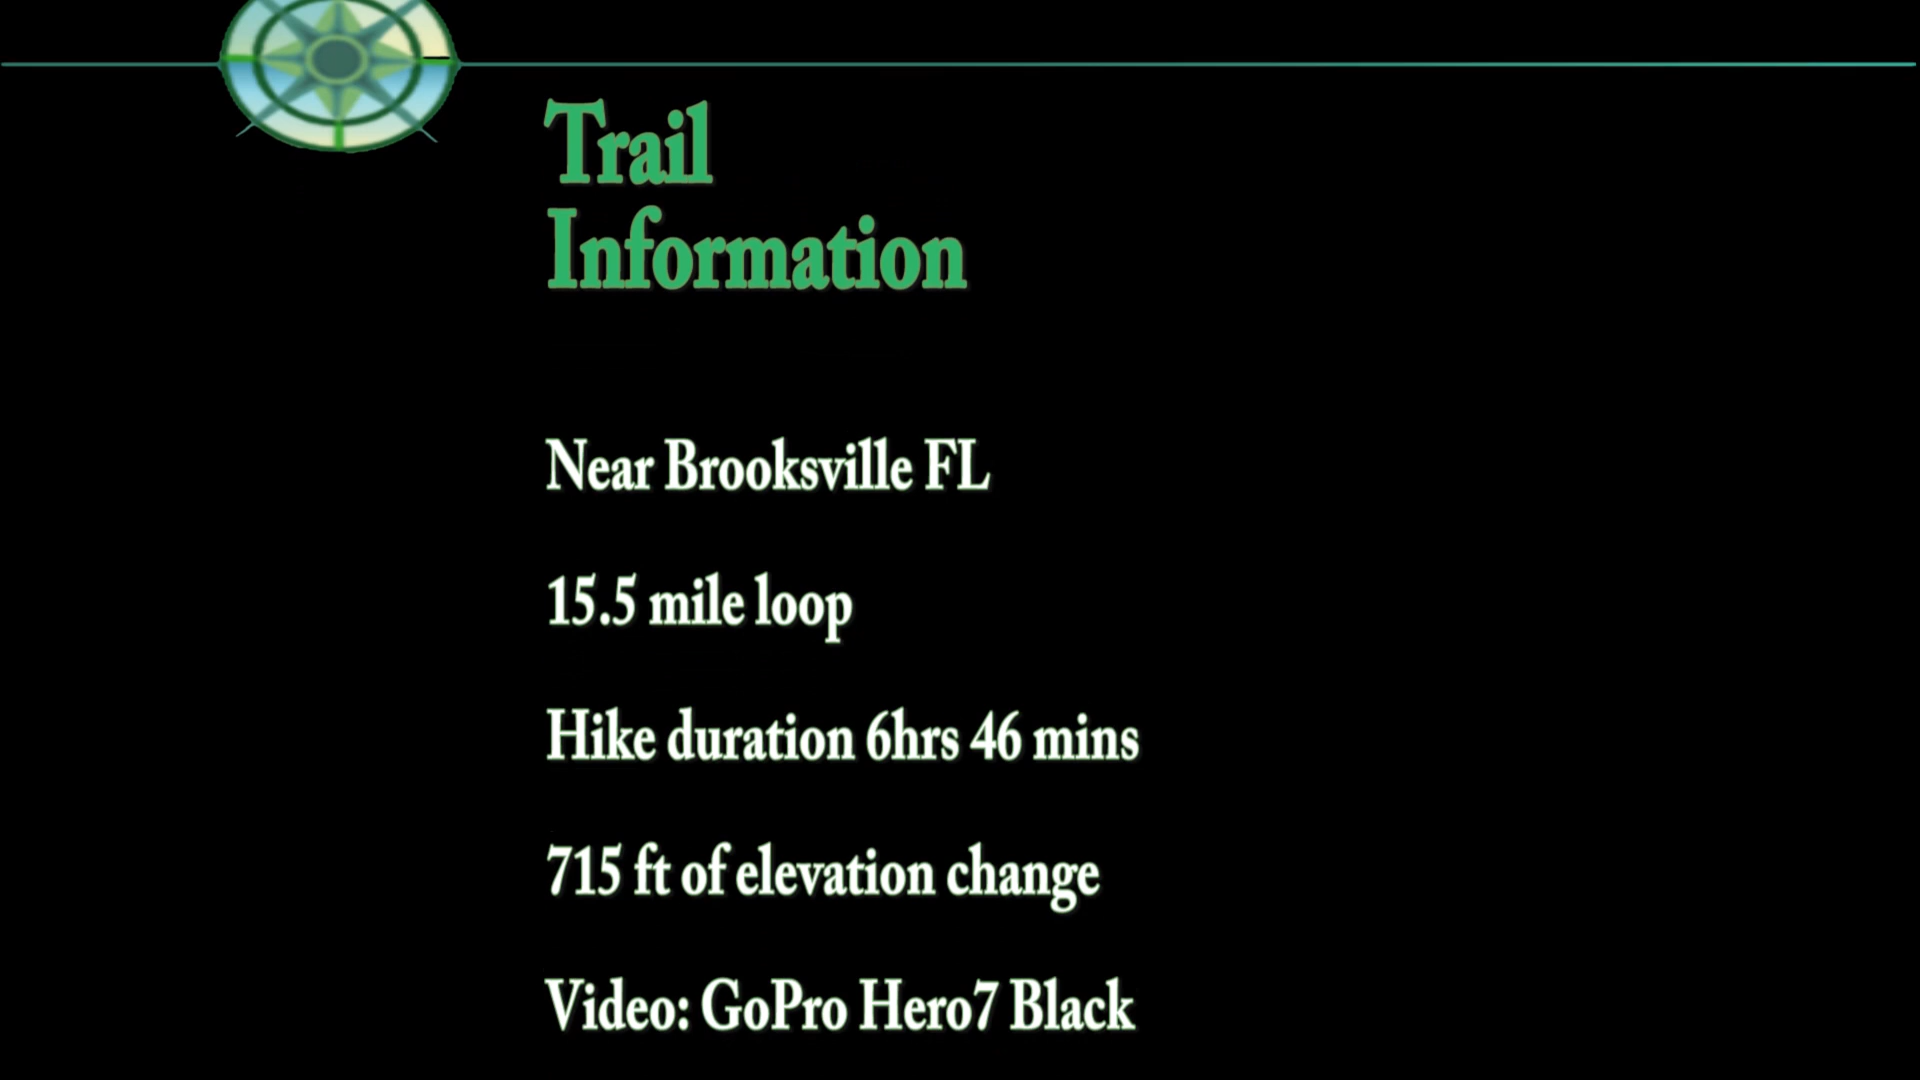 Trail
Information
Near Brooksville FL
15.5 mile loop
Hike duration 6hrs 46 mins
715 ft of elevation change
Video: GoPro Hero7 Black